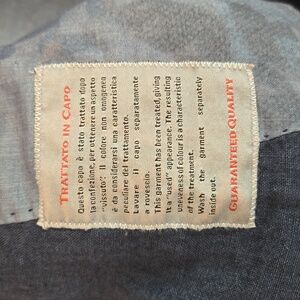 TRATTATO IN CAPO
Questo capo è stato trattato dopo
la confezione, per ottenere un aspetto
"vissuto". Il colore non omogeneo
è da considerarsi una caratteristica
peculiare del trattamento.
Lavare il capo separatamente
a rovescio.
This garment has been treated, giving
it a "used" appearance. The resulting
uneveness of colour is a characteristic
of the treatment.
Wash the garment separately
inside out.
GUARANTEED QUALITY